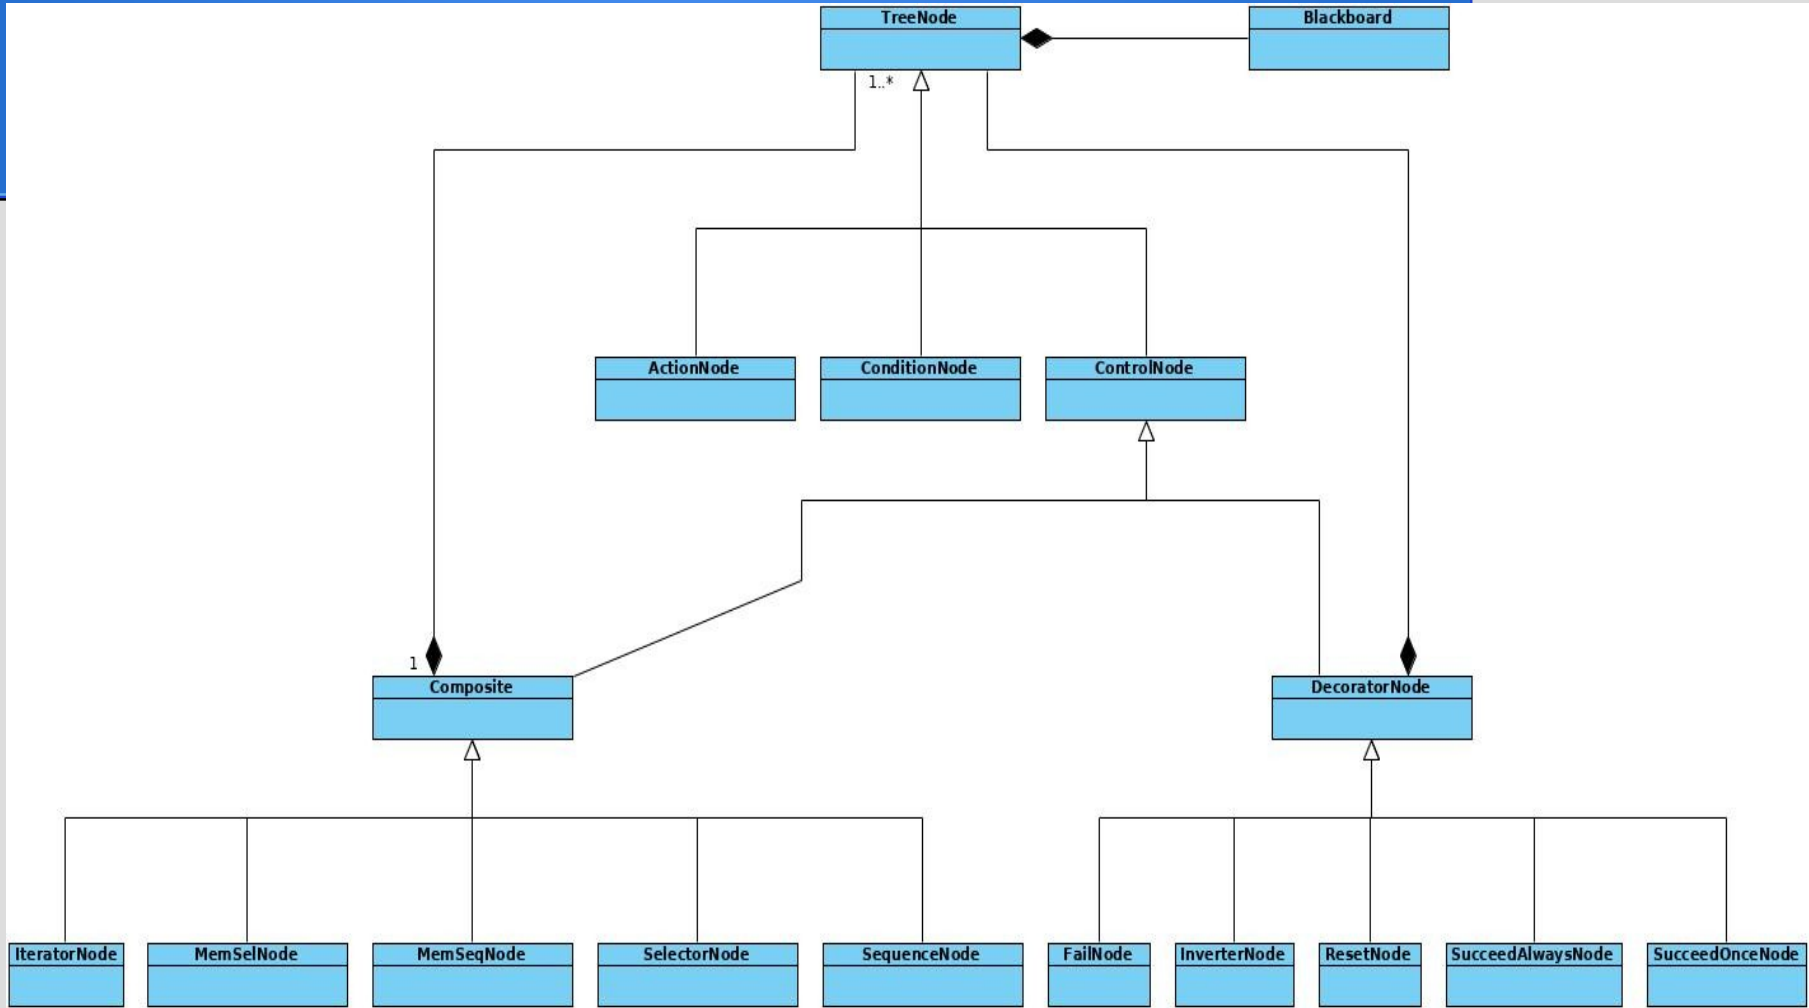 TreeNode
Blackboard
1..*
ActionNode
ConditionNode
ControlNode
1
Composite
DecoratorNode
IteratorNode
MemSelNode
MemSeqNode
SelectorNode
SequenceNode
FailNode
InverterNode
ResetNode
SucceedAlwaysNode
SucceedOnceNode